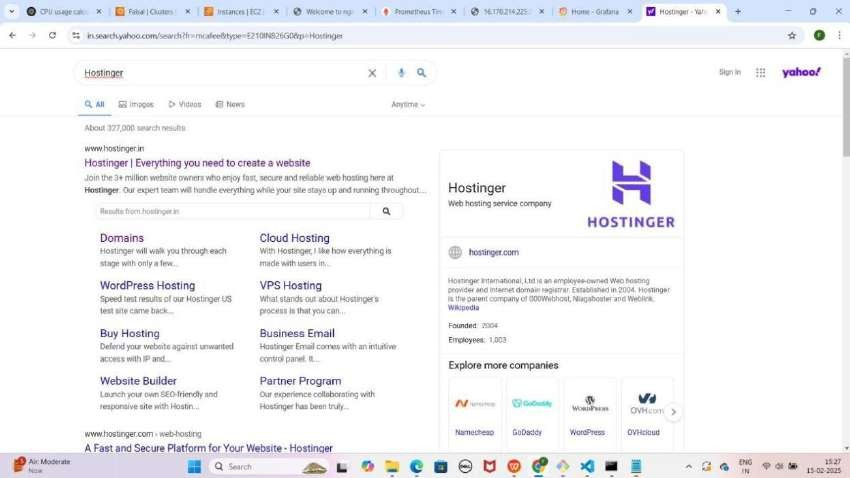 CPU usage calcu
Faisal | Clusters |
Instances | EC2 |
Welcome to ngi
Prometheus Tim
16.170.214.225:
Home - Grafana
Hostinger - Yah
in.search.yahoo.com/search?fr=mcafee&type=E210IN826G0&p=Hostinger
Hostinger
Sign in
yahoo!
All
Images
Videos
News
Anytime
About 327,000 search results
www.hostinger.in
Hostinger | Everything you need to create a website
Join the 3+ million website owners who enjoy fast, secure and reliable web hosting here at
Hostinger. Our expert team will handle everything while your site stays up and running throughout....
Results from hostinger.in
Domains
Hostinger will walk you through each
stage with only a few...
Cloud Hosting
With Hostinger, I like how everything is
made with users in...
WordPress Hosting
Speed test results of our Hostinger US
test site came back...
VPS Hosting
What stands out about Hostinger's
process is that you can...
Buy Hosting
Defend your website against unwanted
access with IP and...
Business Email
Hostinger Email comes with an intuitive
control panel. It...
Website Builder
Launch your own SEO-friendly and
responsive site with Hostin...
Partner Program
Our experience collaborating with
Hostinger has been truly...
www.hostinger.com › web-hosting
A Fast and Secure Platform for Your Website - Hostinger
Hostinger
Web hosting service company
HOSTINGER
hostinger.com
Hostinger International, Ltd is an employee-owned Web hosting
provider and Internet domain registrar. Established in 2004. Hostinger
is the parent company of 000Webhost, Niagahoster and Weblink.
Wikipedia
Founded: 2004
Employees: 1,003
Explore more companies
namecheap
GoDaddy
WORDPRESS
OVH.com
Namecheap
GoDaddy
WordPress
OVHcloud
Air: Moderate
Now
Search
DELL
ENG
IN
15:27
15-02-2025